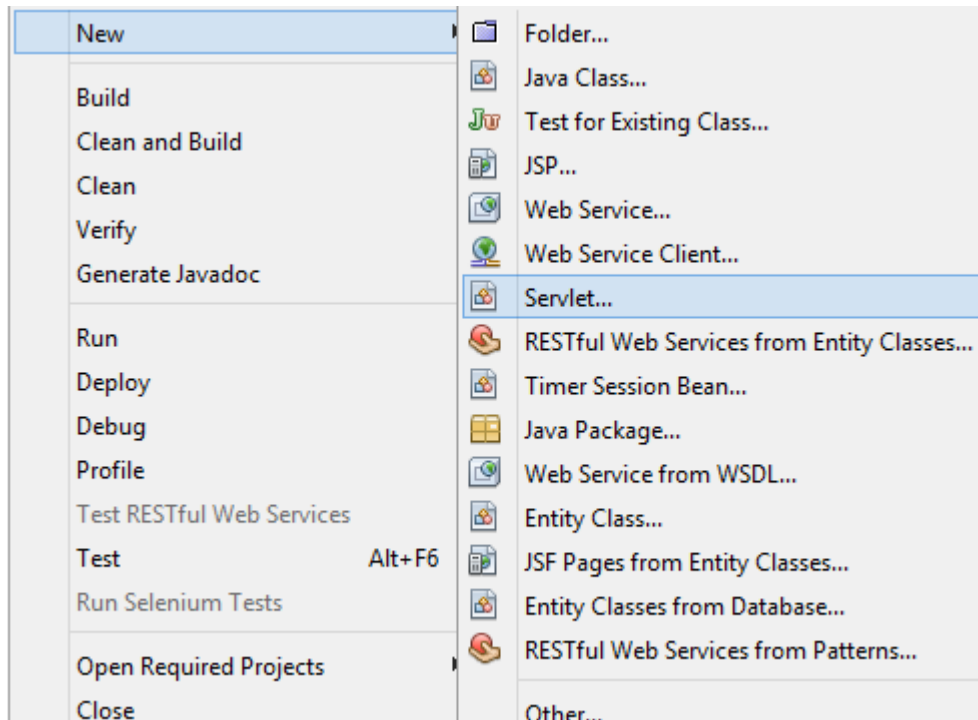 New
Build
Clean and Build
Clean
Verify
Generate Javadoc
Run
Deploy
Debug
Profile
Test RESTful Web Services
Test Alt+F6
Run Selenium Tests
Open Required Projects
Close
Folder...
Java Class...
Test for Existing Class...
JSP...
Web Service...
Web Service Client...
Servlet...
RESTful Web Services from Entity Classes...
Timer Session Bean...
Java Package...
Web Service from WSDL...
Entity Class...
JSF Pages from Entity Classes...
Entity Classes from Database...
RESTful Web Services from Patterns...
Other...